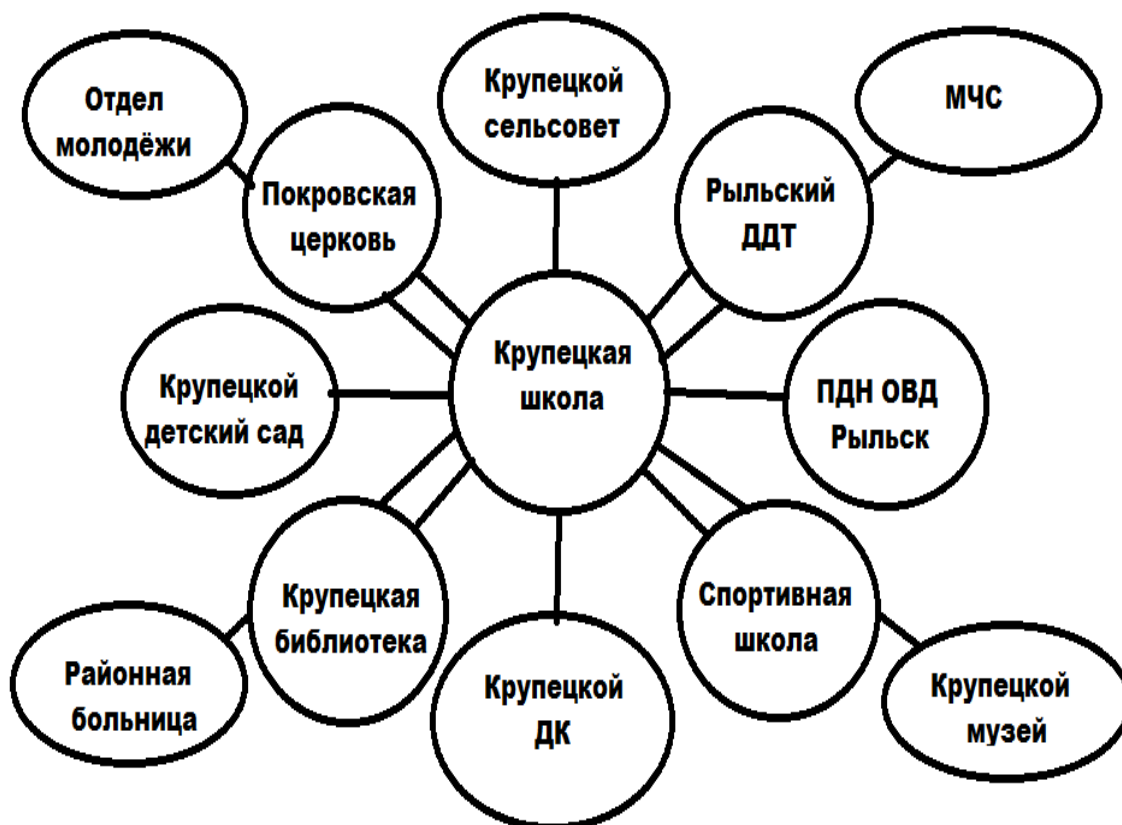 Отдел
молодёжи
Крупецкой
сельсовет
МЧС
Покровская
церковь
Рыльский
ДДТ
Крупецкой
детский сад
Крупецкая
школа
ПДН ОВД
Рыльск
Крупецкая
библиотека
Спортивная
школа
Районная
больница
Крупецкой
ДК
Крупецкой
музей